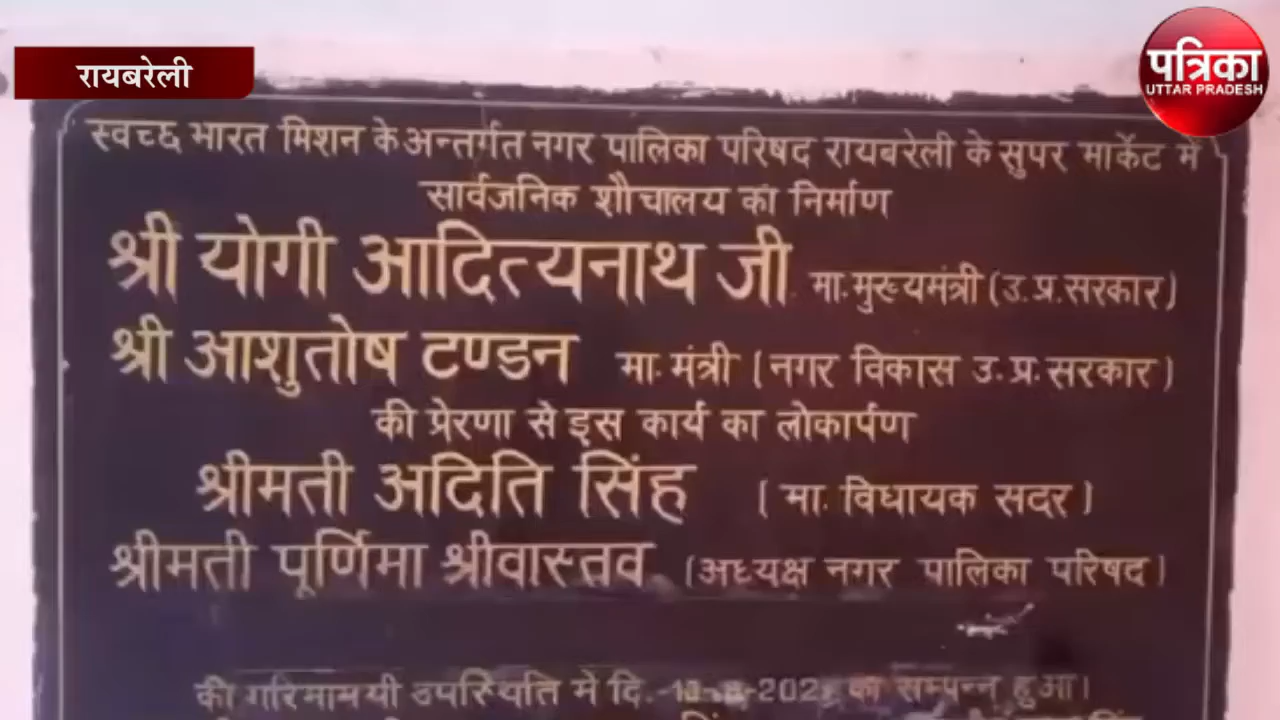 रायबरेली
पत्रिका
UTTAR PRADESH
स्वच्छ भारत मिशन के अन्तर्गत नगर पालिका परिषद रायबरेली के सुपर मार्केट में
सार्वजनिक शौचालय का निर्माण
श्री योगी आदित्यनाथ जी मा. मुख्यमंत्री (उ.प्र.सरकार)
श्री आशुतोष टण्डन मा. मंत्री (नगर विकास उ.प्र. सरकार)
की प्रेरणा से इस कार्य का लोकार्पण
श्रीमती अदिति सिंह (मा. विधायक सदर)
श्रीमती पूर्णिमा श्रीवास्तव (अध्यक्ष नगर पालिका परिषद)
की गरिमामयी उपस्थिति में दि. को सम्पन्न हुआ।